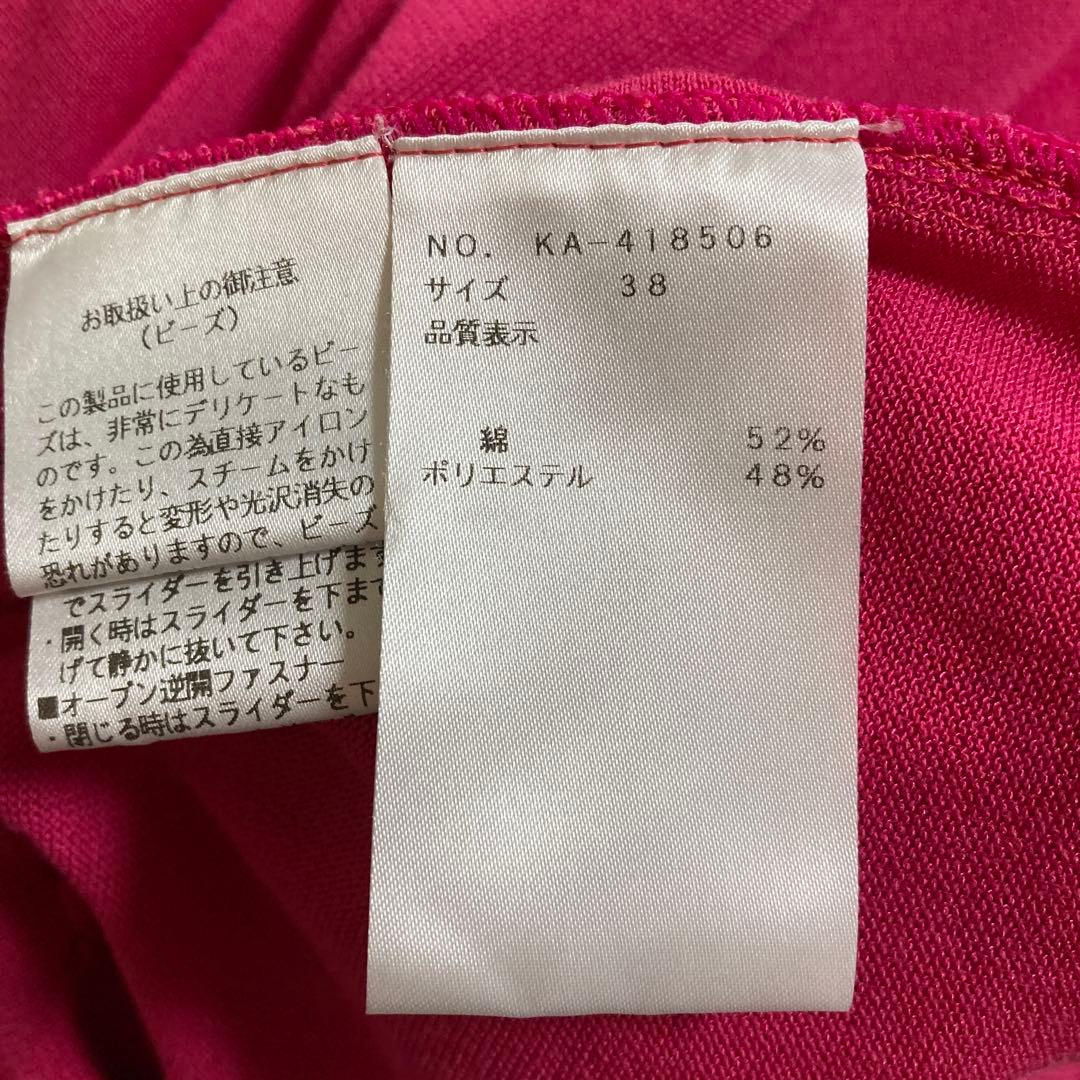 お取扱い上の御注意
(ビーズ)
この製品に使用しているビー
ズは、非常にデリケートなも
のです。この為直接アイロン
をかけたり、スチームをかけ
たりすると変形や光沢消失の
恐れがありますので、ビーズ
でスライダーを引き上げます
・開く時はスライダーを下まで
げて静かに抜いて下さい。
■オープン逆開ファスナー
・閉じる時はスライダーを下
NO. KA-418506
サイズ 38
品質表示
綿 52%
ポリエステル 48%